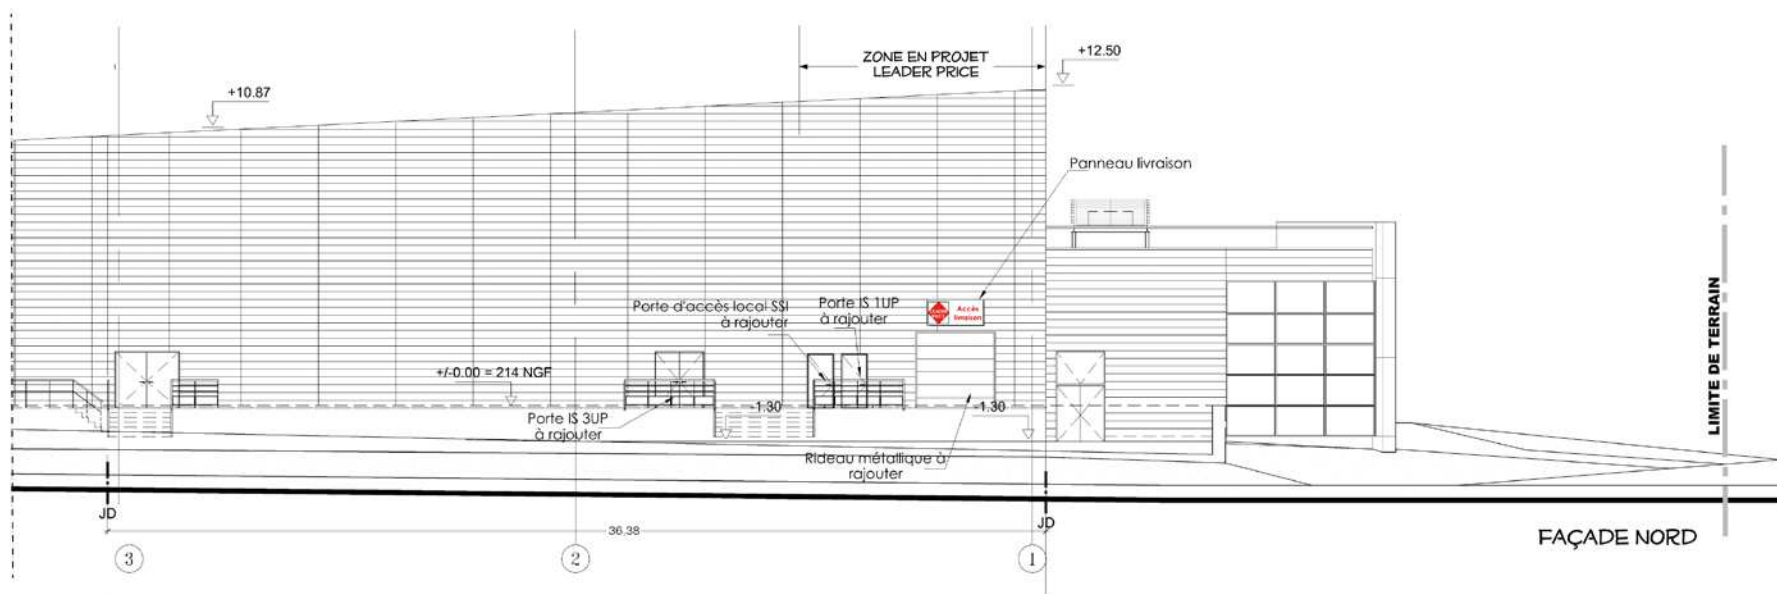 ZONE EN PROJET
LEADER PRICE
+12.50
+10.87
Panneau livraison
Porte d'accès local SSI
à rajouter
Porte IS 1UP
à rajouter
Accès
livraison
+/-0.00 = 214 NGF
Porte IS 3UP
à rajouter
-1.30
-1.30
Rideau métallique à
rajouter
LIMITE DE TERRAIN
JD
JD
36,38
FAÇADE NORD
3
2
1